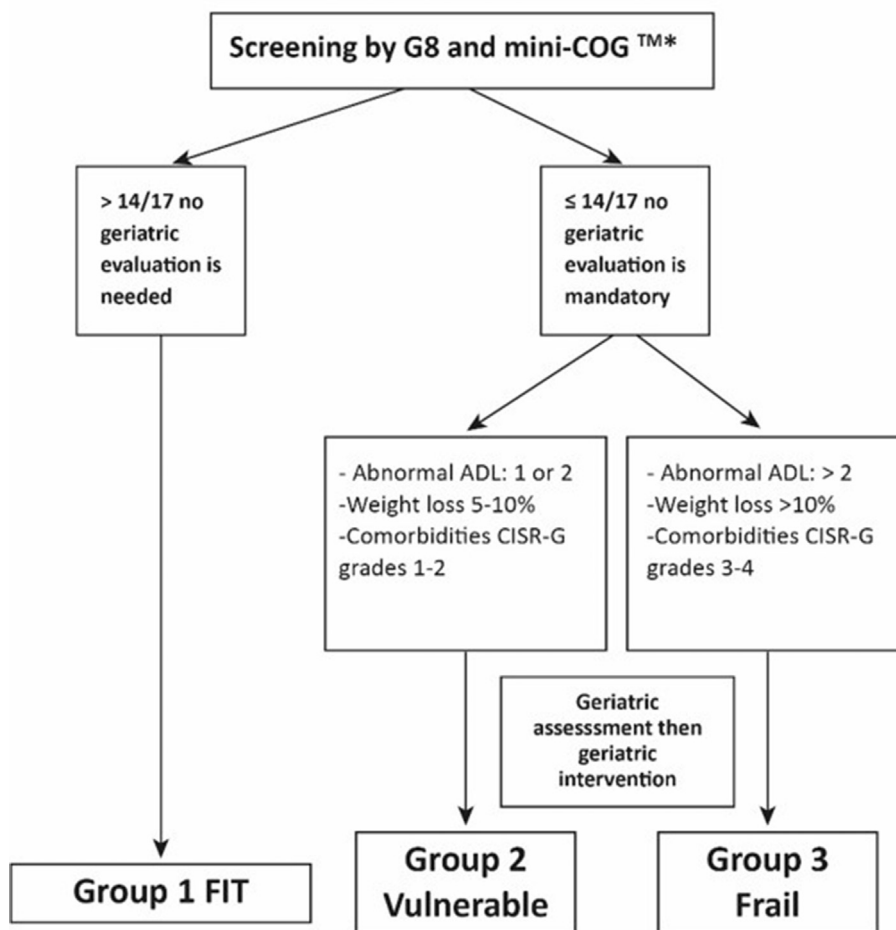 Screening by G8 and mini-COG ™*
> 14/17 no
geriatric
evaluation is
needed
≤ 14/17 no
geriatric
evaluation is
mandatory
- Abnormal ADL: 1 or 2
-Weight loss 5-10%
-Comorbidities CISR-G
grades 1-2
- Abnormal ADL: > 2
-Weight loss >10%
-Comorbidities CISR-G
grades 3-4
Geriatric
assesssment then
geriatric
intervention
Group 1 FIT
Group 2
Vulnerable
Group 3
Frail